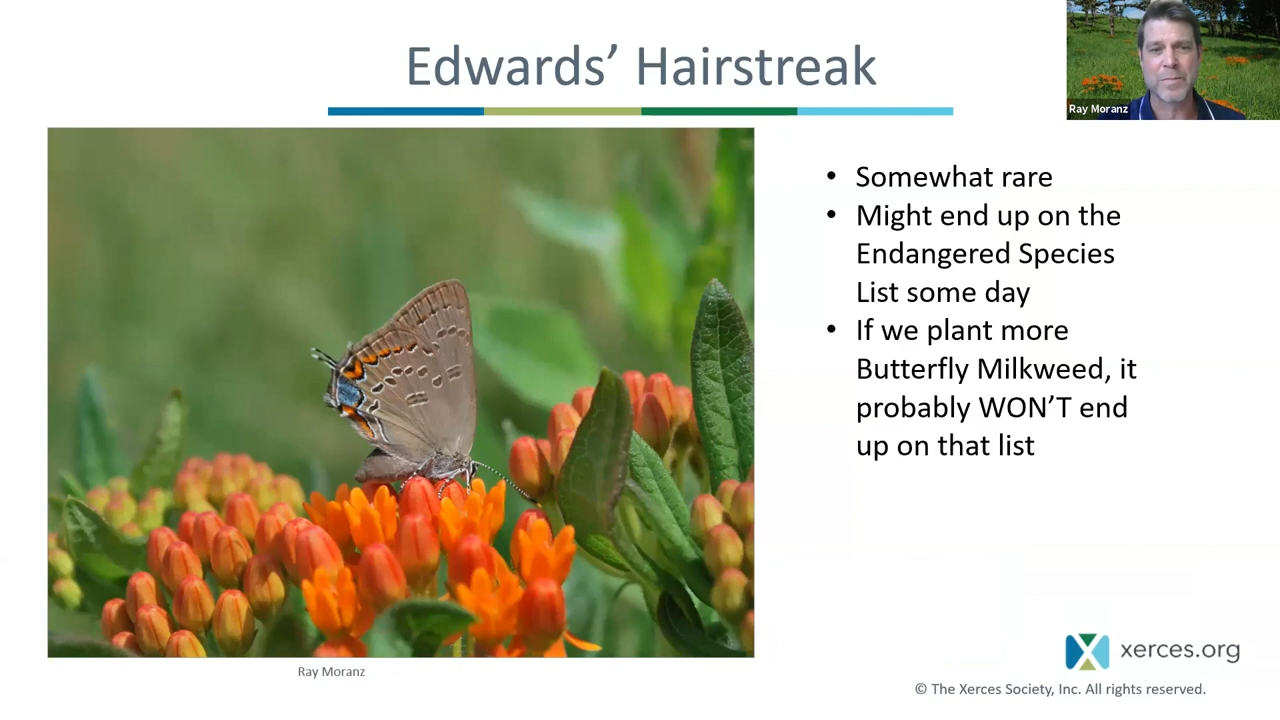 Edwards’ Hairstreak
Ray Moranz
• Somewhat rare
• Might end up on the
Endangered Species
List some day
• If we plant more
Butterfly Milkweed, it
probably WON’T end
up on that list
Ray Moranz
xerces.org
© The Xerces Society, Inc. All rights reserved.